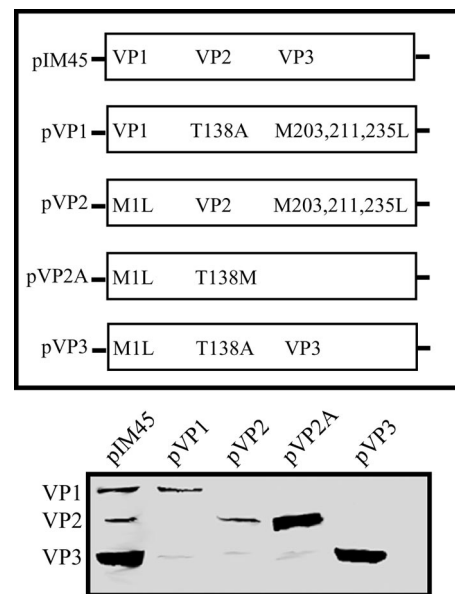 pIM45 VP1 VP2 VP3
pVP1 VP1 T138A M203,211,235L
pVP2 M1L VP2 M203,211,235L
pVP2A M1L T138M
pVP3 M1L T138A VP3
pIM45 pVP1 pVP2 pVP2A pVP3
VP1
VP2
VP3